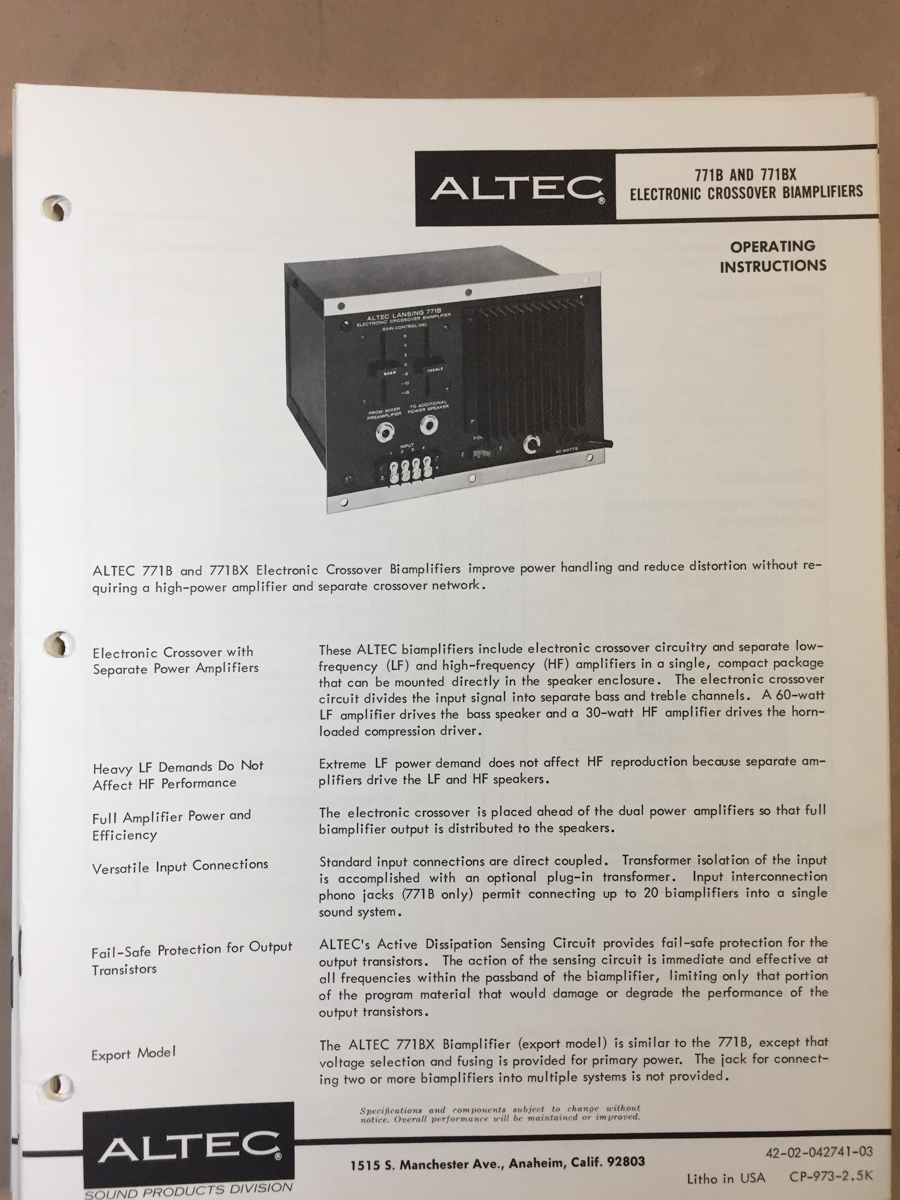 ALTEC®
771B AND 771BX
ELECTRONIC CROSSOVER BIAMPLIFIERS
OPERATING
INSTRUCTIONS
ALTEC LANSING 771B
ELECTRONIC CROSSOVER BIAMPLIFIER
GAIN CONTROL
BASS
TREBLE
-10
-15
FROM MIXER
PREAMPLIFIER
TO ADDITIONAL
POWER SPEAKER
INPUT
1 2 3 4
WATTS
ALTEC 771B and 771BX Electronic Crossover Biamplifiers improve power handling and reduce distortion without re-
quiring a high-power amplifier and separate crossover network.
Electronic Crossover with
Separate Power Amplifiers
These ALTEC biamplifiers include electronic crossover circuitry and separate low-
frequency (LF) and high-frequency (HF) amplifiers in a single, compact package
that can be mounted directly in the speaker enclosure. The electronic crossover
circuit divides the input signal into separate bass and treble channels. A 60-watt
LF amplifier drives the bass speaker and a 30-watt HF amplifier drives the horn-
loaded compression driver.
Heavy LF Demands Do Not
Affect HF Performance
Extreme LF power demand does not affect HF reproduction because separate am-
plifiers drive the LF and HF speakers.
Full Amplifier Power and
Efficiency
The electronic crossover is placed ahead of the dual power amplifiers so that full
biamplifier output is distributed to the speakers.
Versatile Input Connections
Standard input connections are direct coupled. Transformer isolation of the input
is accomplished with an optional plug-in transformer. Input interconnection
phono jacks (771B only) permit connecting up to 20 biamplifiers into a single
sound system.
Fail-Safe Protection for Output
Transistors
ALTEC's Active Dissipation Sensing Circuit provides fail-safe protection for the
output transistors. The action of the sensing circuit is immediate and effective at
all frequencies within the passband of the biamplifier, limiting only that portion
of the program material that would damage or degrade the performance of the
output transistors.
Export Model
The ALTEC 771BX Biamplifier (export model) is similar to the 771B, except that
voltage selection and fusing is provided for primary power. The jack for connect-
ing two or more biamplifiers into multiple systems is not provided.
Specifications and components subject to change without
notice. Overall performance will be maintained or improved.
ALTEC®
SOUND PRODUCTS DIVISION
1515 S. Manchester Ave., Anaheim, Calif. 92803
42-02-042741-03
Litho in USA CP-973-2.5K